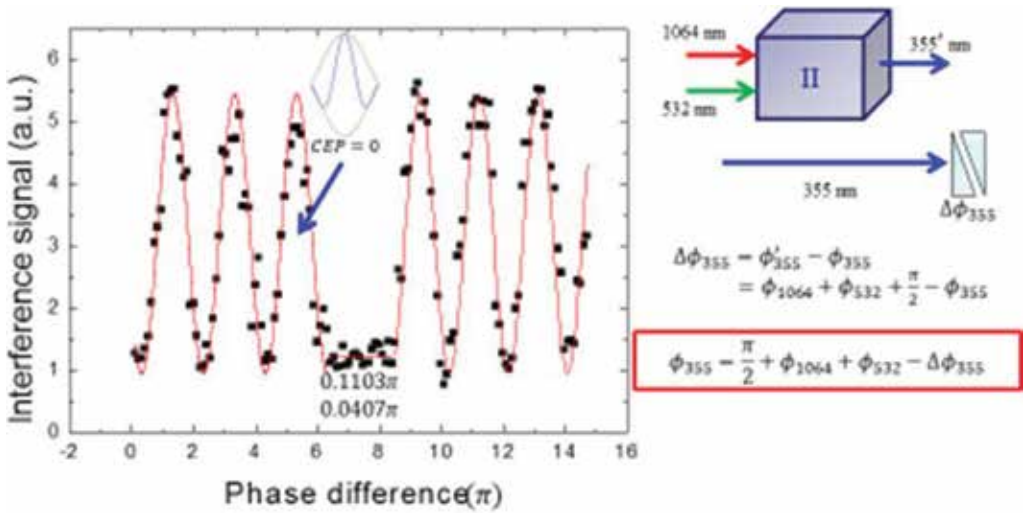 Interference signal (a.u.)
6
5
4
3
2
1
0
-2 0 2 4 6 8 10 12 14 16
Phase difference(π)
CEP = 0
0.1103π
0.0407π
1064 nm
532 nm
II
355' nm
355 nm
Δϕ₃₅₅
Δϕ₃₅₅ = ϕ′₃₅₅ − ϕ₃₅₅
= ϕ₁₀₆₄ + ϕ₅₃₂ + π/2 − ϕ₃₅₅
ϕ₃₅₅ = π/2 + ϕ₁₀₆₄ + ϕ₅₃₂ − Δϕ₃₅₅